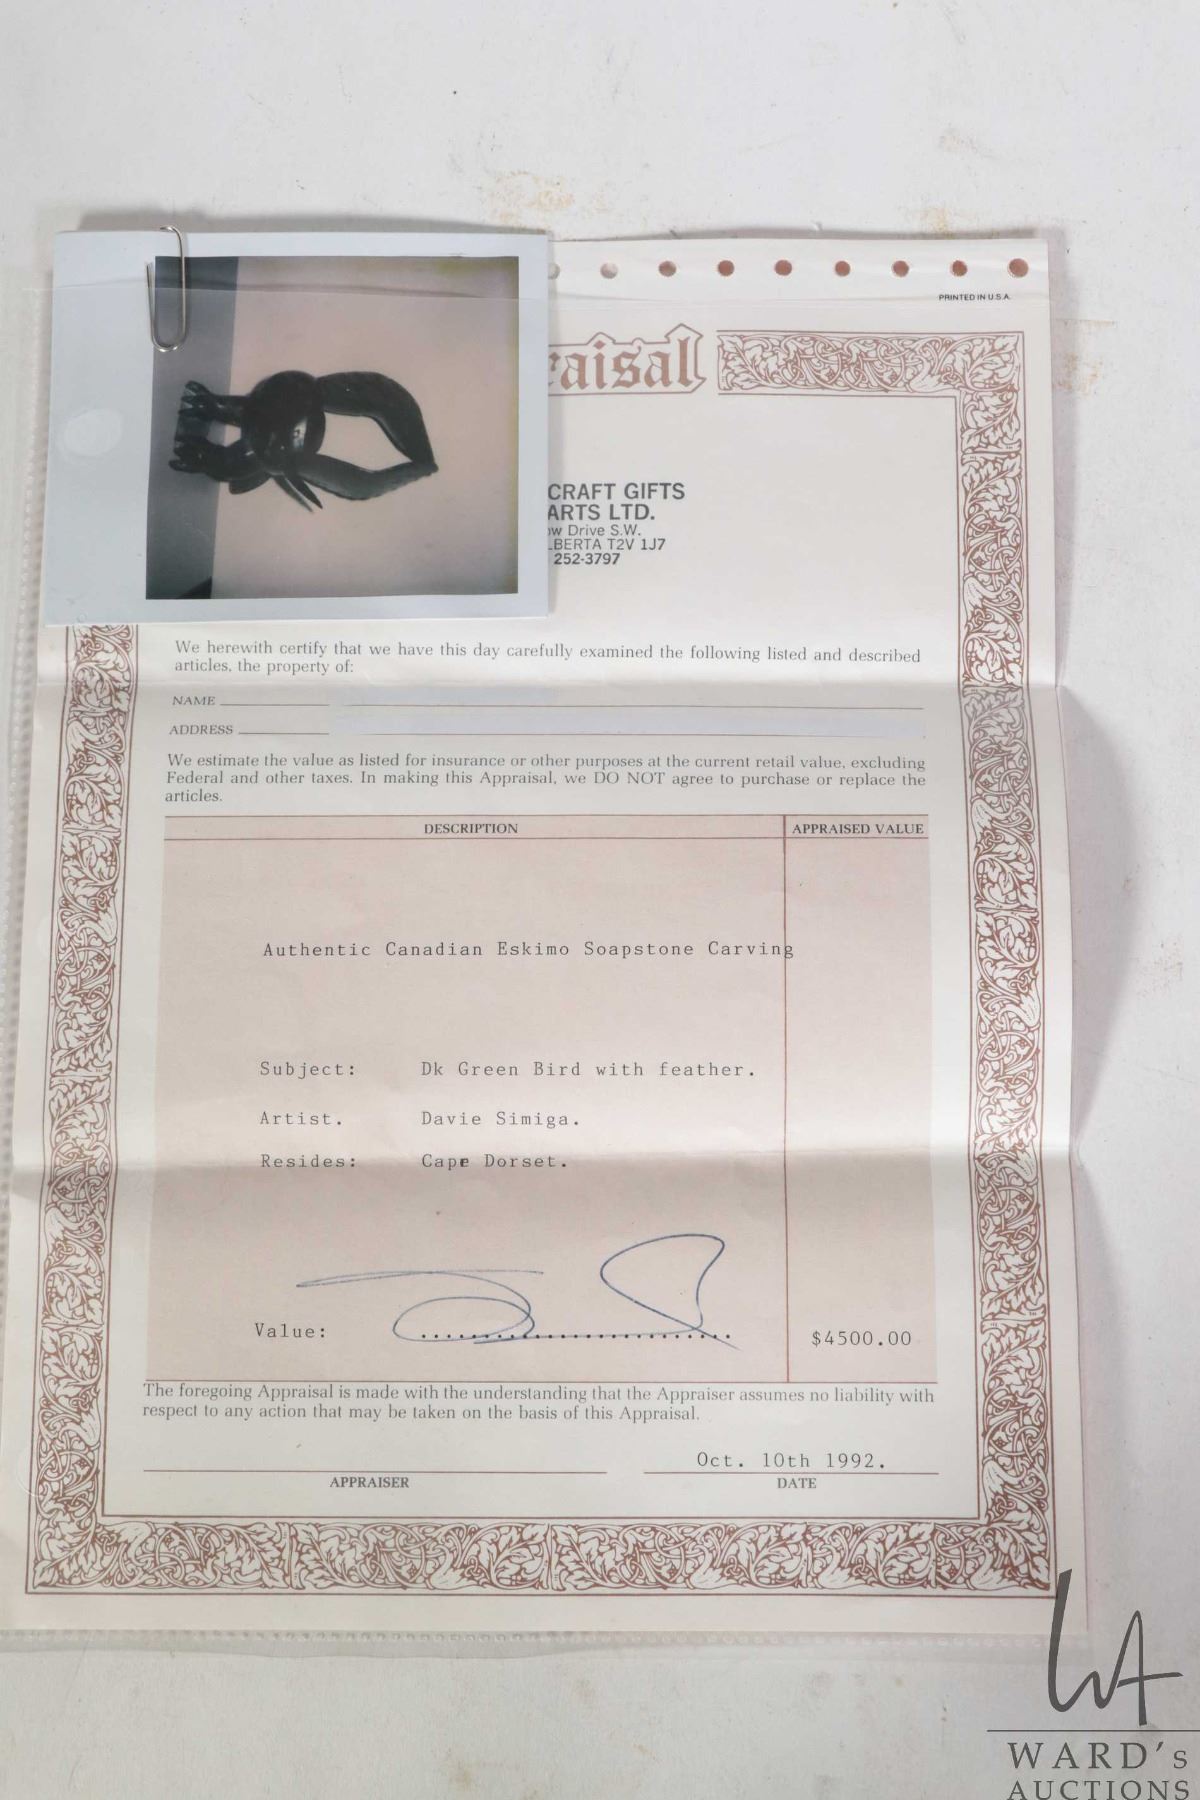 PRINTED IN U.S.A.
raisal
CRAFT GIFTS
ARTS LTD.
Drive S.W.
BERTA T2V 1J7
252-3797
We herewith certify that we have this day carefully examined the following listed and described
articles, the property of:
NAME
ADDRESS
We estimate the value as listed for insurance or other purposes at the current retail value, excluding
Federal and other taxes. In making this Appraisal, we DO NOT agree to purchase or replace the
articles.
DESCRIPTION APPRAISED VALUE
Authentic Canadian Eskimo Soapstone Carving
Subject: Dk Green Bird with feather.
Artist. Davie Simiga.
Resides: Cape Dorset.
Value: $4500.00
The foregoing Appraisal is made with the understanding that the Appraiser assumes no liability with
respect to any action that may be taken on the basis of this Appraisal.
Oct. 10th 1992.
APPRAISER DATE
WA
WARD's
AUCTIONS